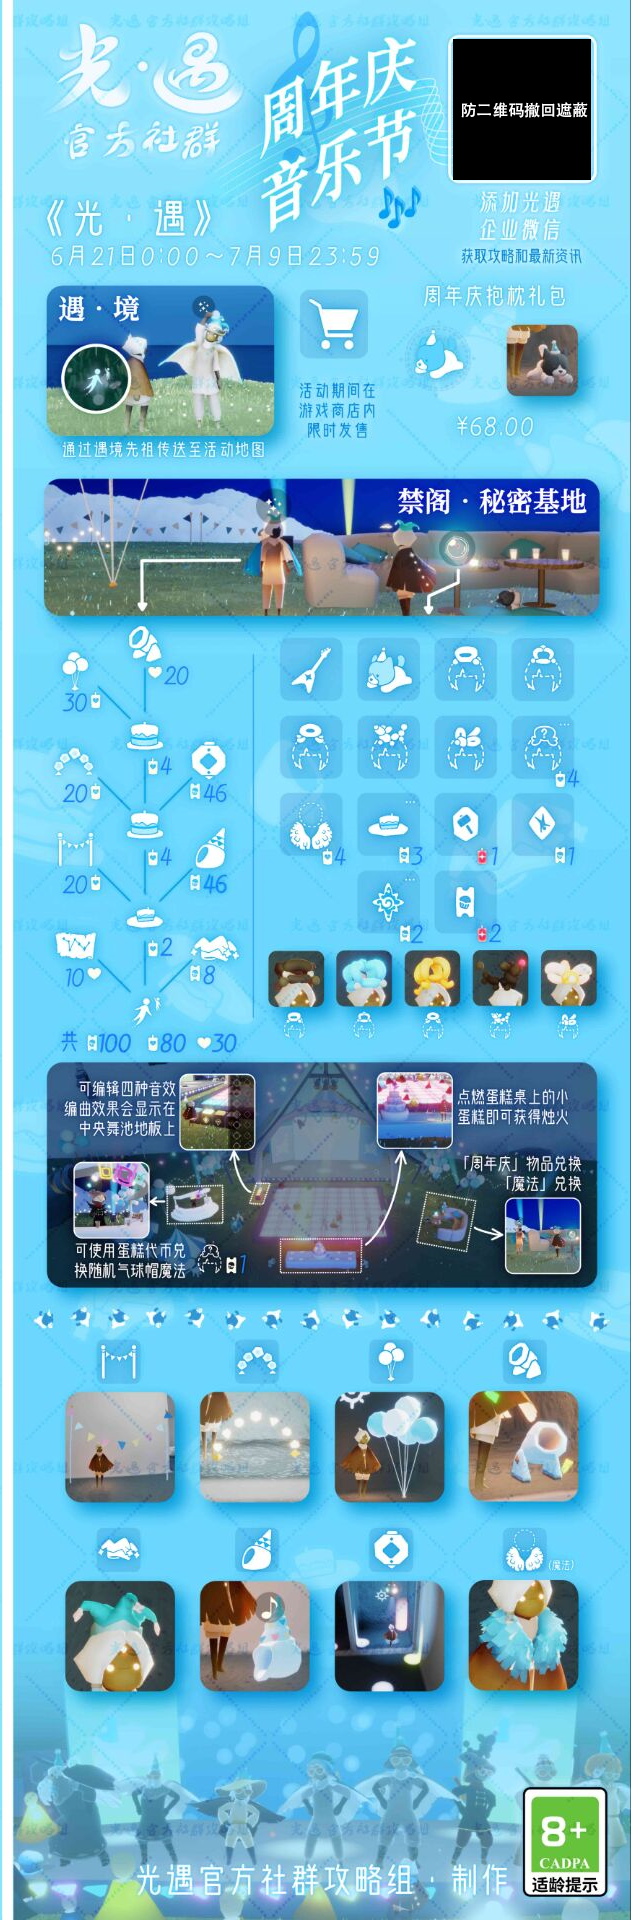 光·遇
官方社群
周年庆
音乐节
防二维码撤回遮蔽
添加光遇
企业微信
获取攻略和最新资讯
《光·遇》
6月21日0:00～7月9日23:59
遇·境
通过遇境先祖传送至活动地图
活动期间在
游戏商店内
限时发售
周年庆抱枕礼包
¥68.00
禁阁·秘密基地
20
30
4
20
46
4
20
46
2
10
8
共 100 80 30
4
4
3
1
1
2
2
可编辑四种音效
编曲效果会显示在
中央舞池地板上
点燃蛋糕桌上的小
蛋糕即可获得烛火
「周年庆」物品兑换
「魔法」兑换
可使用蛋糕代币兑
换随机气球帽魔法
1
(魔法)
光遇官方社群攻略组·制作
8+
CADPA
适龄提示